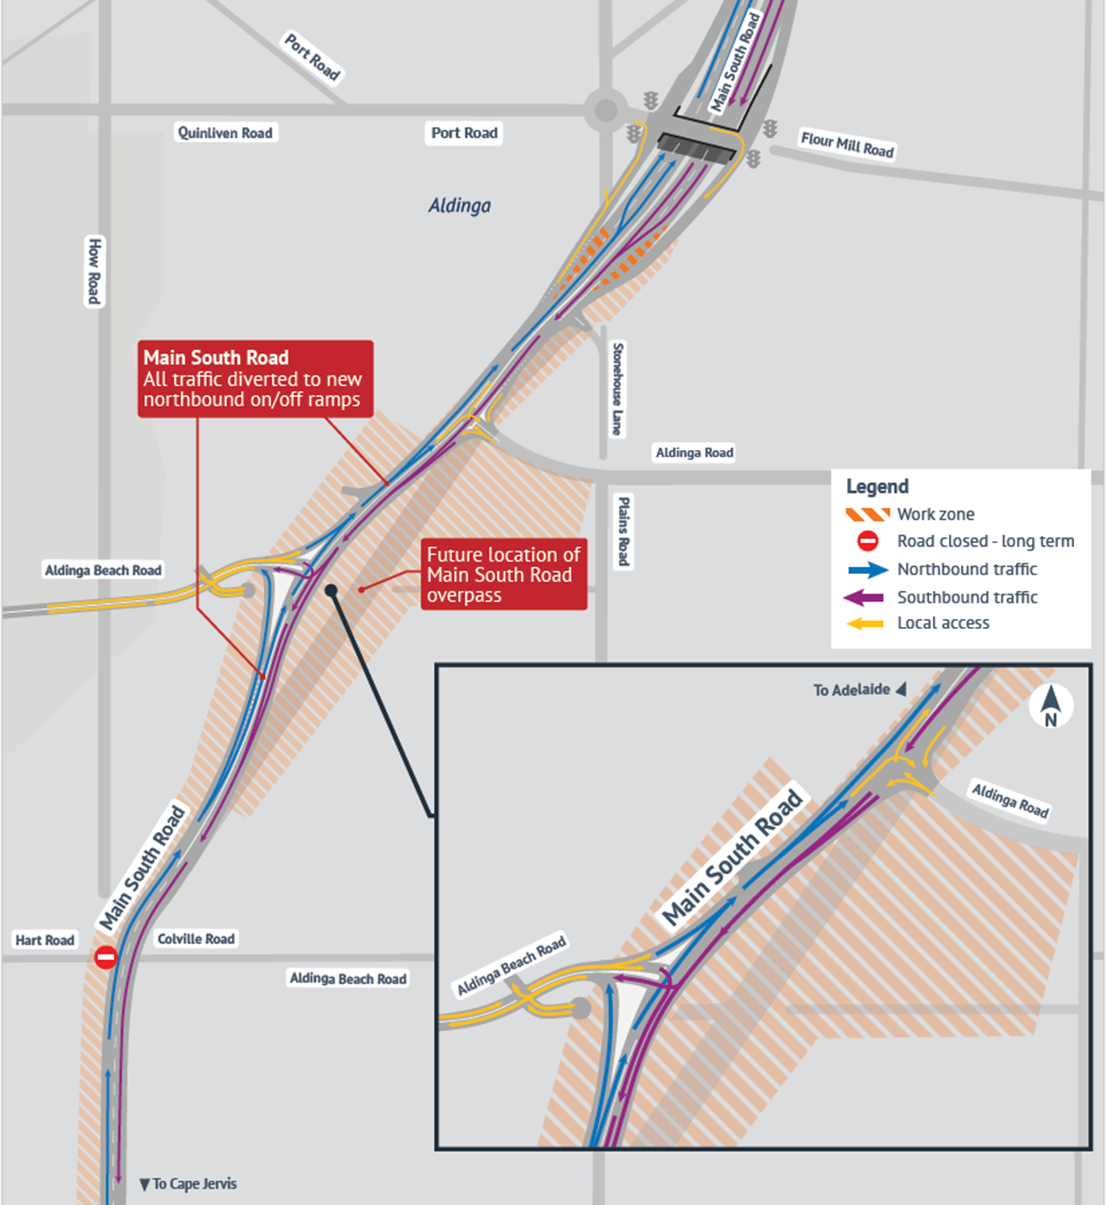 Main South Road
Port Road
Quinliven Road
Port Road
Flour Mill Road
Aldinga
How Road
Main South Road
All traffic diverted to new
northbound on/off ramps
Stonehouse Lane
Aldinga Road
Legend
Work zone
Road closed - long term
Northbound traffic
Southbound traffic
Local access
Plains Road
Future location of
Main South Road
overpass
Aldinga Beach Road
To Adelaide
N
Aldinga Road
Main South Road
Aldinga Beach Road
Main South Road
Hart Road
Colville Road
Aldinga Beach Road
To Cape Jervis